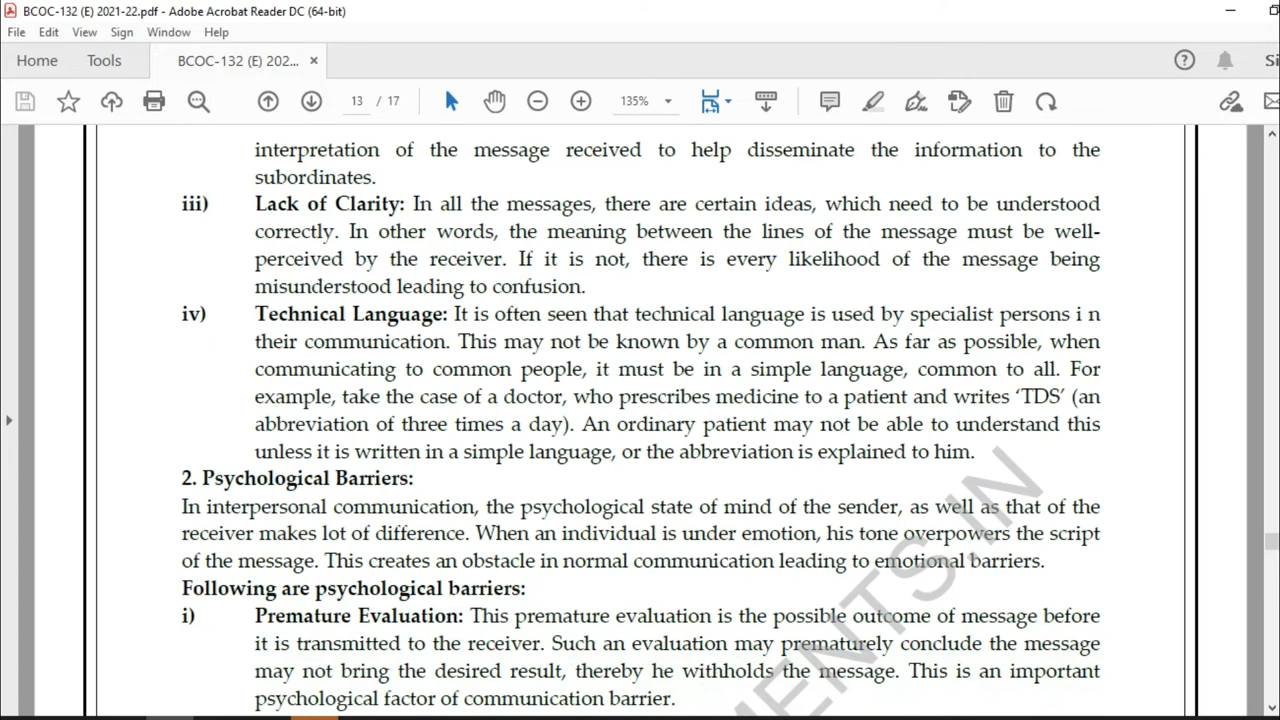 BCOC-132 (E) 2021-22.pdf - Adobe Acrobat Reader DC (64-bit)
File Edit View Sign Window Help
Home Tools BCOC-132 (E) 202... × ? Si
13 / 17 135%
interpretation of the message received to help disseminate the information to the
subordinates.
iii) Lack of Clarity: In all the messages, there are certain ideas, which need to be understood
correctly. In other words, the meaning between the lines of the message must be well-
perceived by the receiver. If it is not, there is every likelihood of the message being
misunderstood leading to confusion.
iv) Technical Language: It is often seen that technical language is used by specialist persons i n
their communication. This may not be known by a common man. As far as possible, when
communicating to common people, it must be in a simple language, common to all. For
example, take the case of a doctor, who prescribes medicine to a patient and writes ‘TDS’ (an
abbreviation of three times a day). An ordinary patient may not be able to understand this
unless it is written in a simple language, or the abbreviation is explained to him.
2. Psychological Barriers:
In interpersonal communication, the psychological state of mind of the sender, as well as that of the
receiver makes lot of difference. When an individual is under emotion, his tone overpowers the script
of the message. This creates an obstacle in normal communication leading to emotional barriers.
Following are psychological barriers:
i) Premature Evaluation: This premature evaluation is the possible outcome of message before
it is transmitted to the receiver. Such an evaluation may prematurely conclude the message
may not bring the desired result, thereby he withholds the message. This is an important
psychological factor of communication barrier.
MENTS.IN